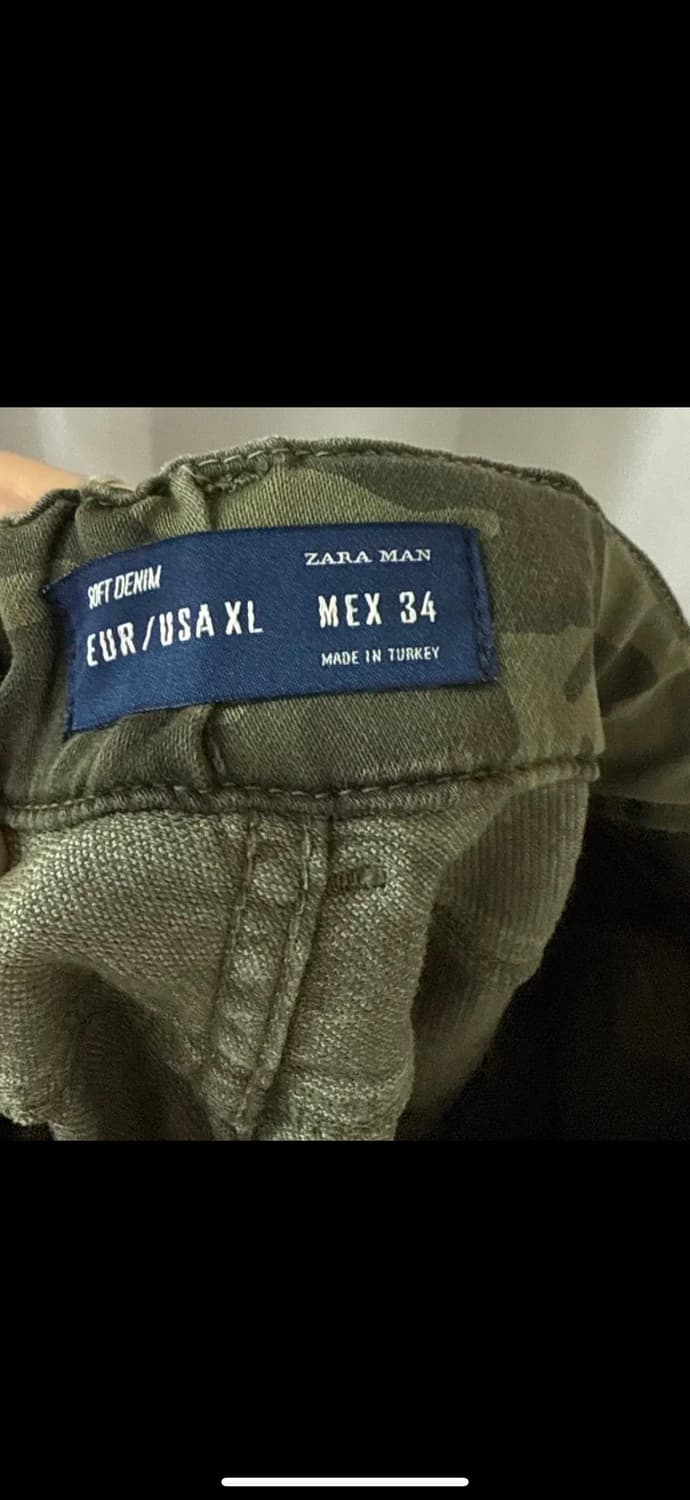 SOFT DENIM
EUR/USA XL
ZARA MAN
MEX 34
MADE IN TURKEY